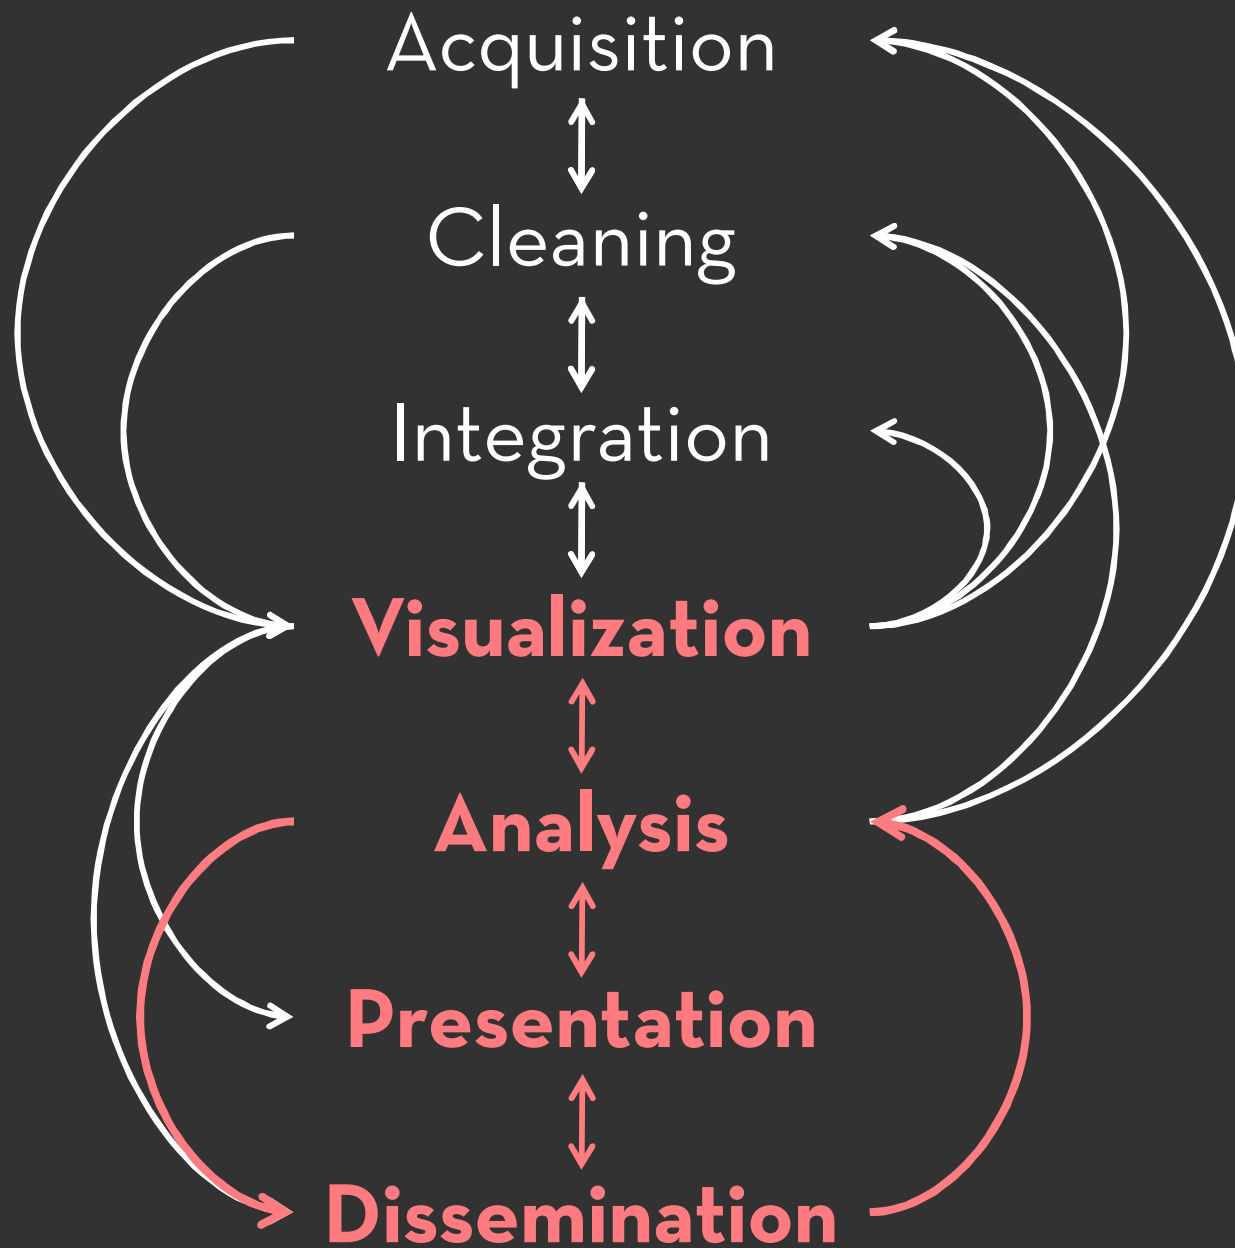 Acquisition
Cleaning
Integration
Visualization
Analysis
Presentation
Dissemination